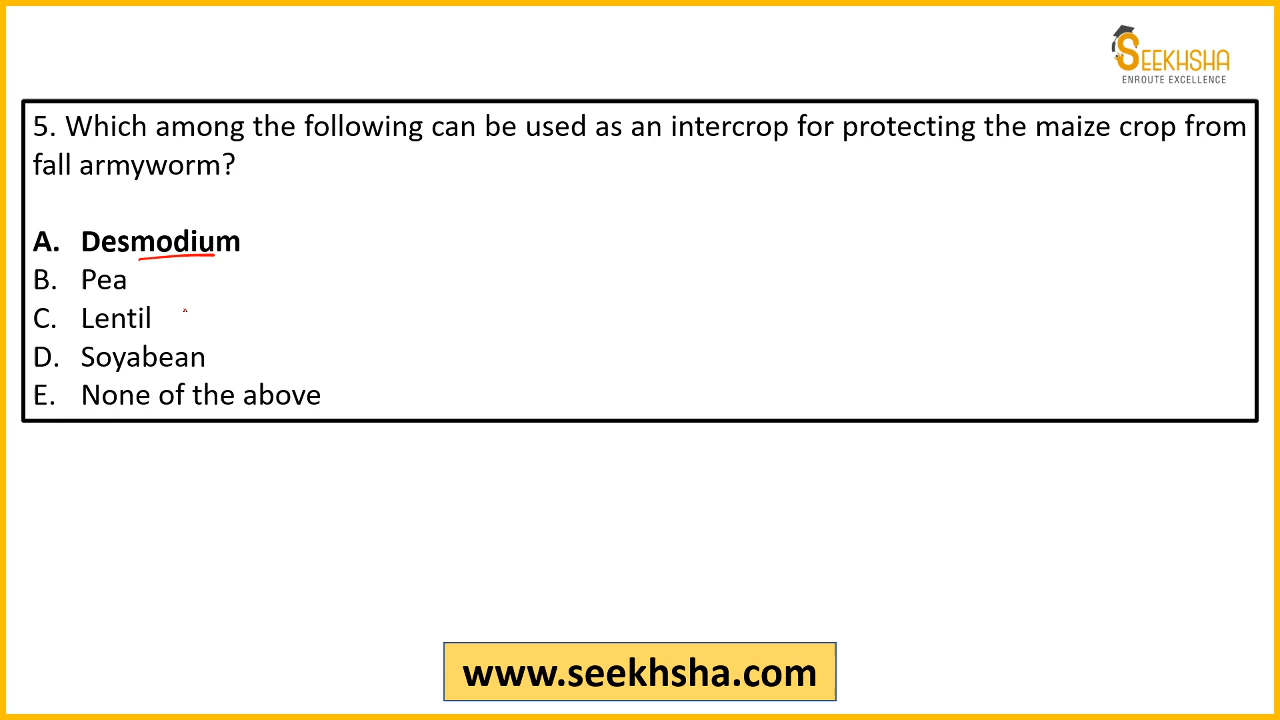 SEEKHSHA
ENROUTE EXCELLENCE
5. Which among the following can be used as an intercrop for protecting the maize crop from
fall armyworm?
A. Desmodium
B. Pea
C. Lentil
D. Soyabean
E. None of the above
www.seekhsha.com